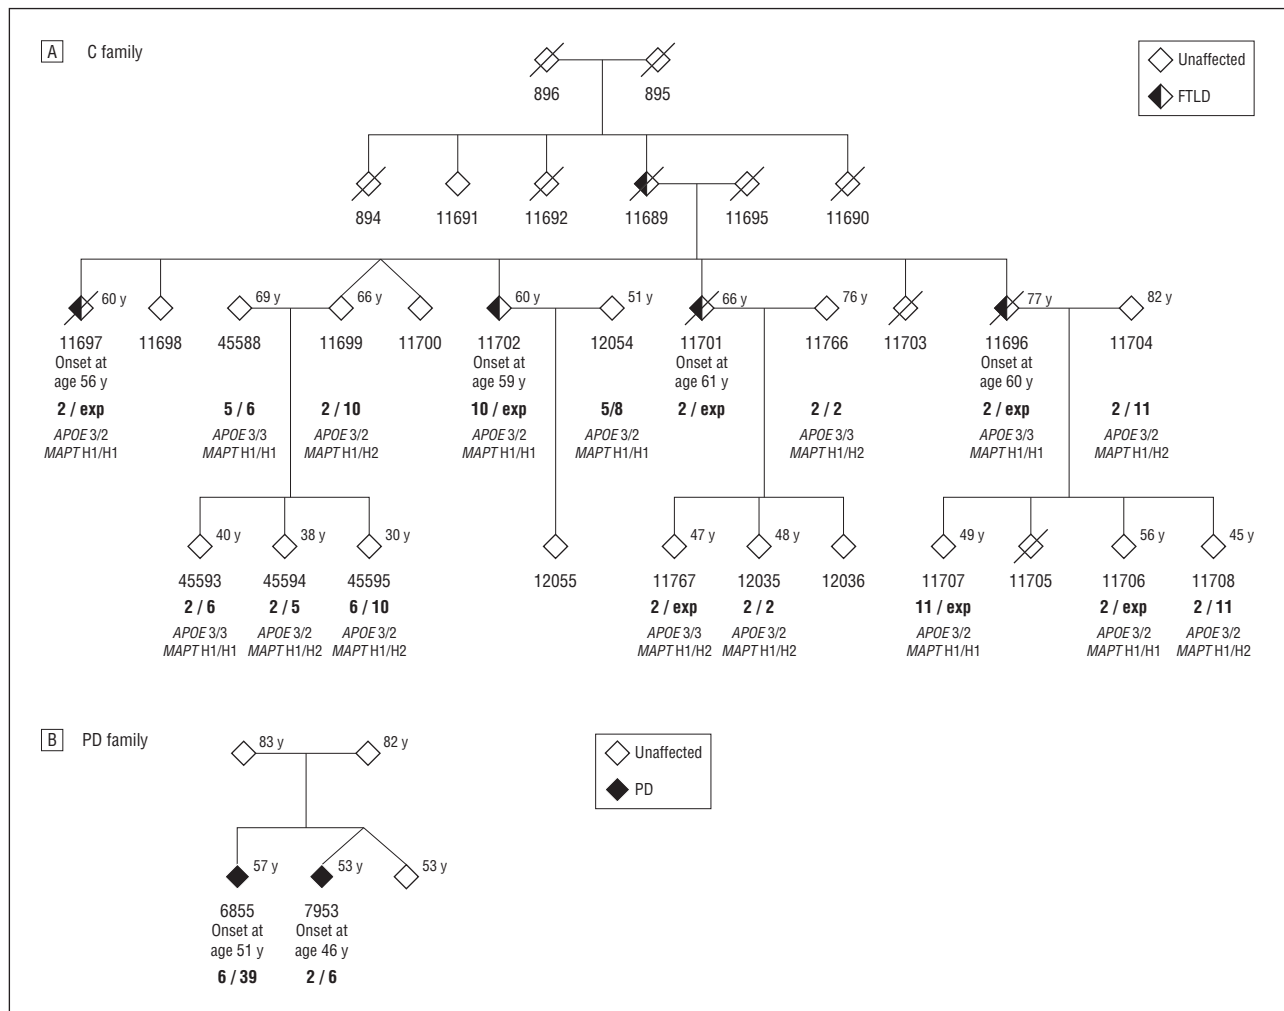 A C family
Unaffected
FTLD
896 895
894 11691 11692 11689 11695 11690
60 y 69 y 66 y 60 y 51 y 66 y 76 y 77 y 82 y
11697 11698 45588 11699 11700 11702 12054 11701 11766 11703 11696 11704
Onset at Onset at Onset at Onset at
age 56 y age 59 y age 61 y age 60 y
2 / exp 5 / 6 2 / 10 10 / exp 5/8 2 / exp 2 / 2 2 / exp 2 / 11
APOE 3/2 APOE 3/3 APOE 3/2 APOE 3/2 APOE 3/2 APOE 3/3 APOE 3/3 APOE 3/2
MAPT H1/H1 MAPT H1/H1 MAPT H1/H2 MAPT H1/H1 MAPT H1/H1 MAPT H1/H2 MAPT H1/H1 MAPT H1/H2
40 y 38 y 30 y 47 y 48 y 49 y 56 y 45 y
45593 45594 45595 12055 11767 12035 12036 11707 11705 11706 11708
2 / 6 2 / 5 6 / 10 2 / exp 2 / 2 11 / exp 2 / exp 2 / 11
APOE 3/3 APOE 3/2 APOE 3/2 APOE 3/3 APOE 3/2 APOE 3/2 APOE 3/2 APOE 3/2
MAPT H1/H1 MAPT H1/H2 MAPT H1/H2 MAPT H1/H2 MAPT H1/H2 MAPT H1/H1 MAPT H1/H1 MAPT H1/H2
B PD family
Unaffected
PD
83 y 82 y
57 y 53 y 53 y
6855 7953
Onset at Onset at
age 51 y age 46 y
6 / 39 2 / 6